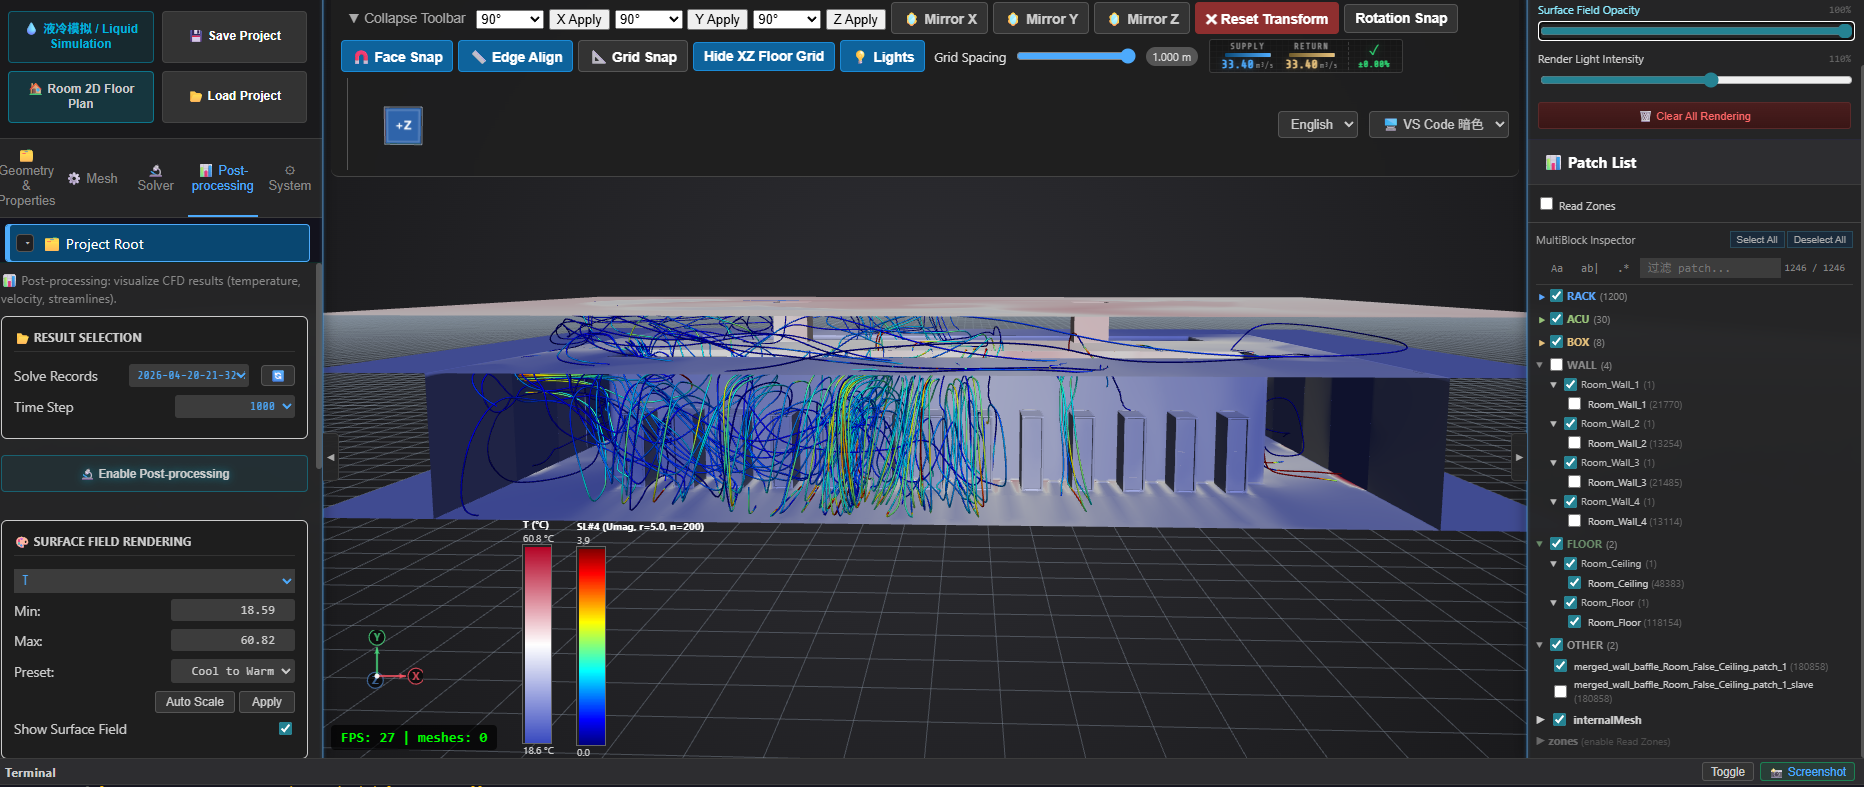 液冷模拟 / Liquid Simulation
Save Project
Room 2D Floor Plan
Load Project
Geometry & Properties
Mesh
Solver
Post-processing
System
Project Root
Post-processing: visualize CFD results (temperature, velocity, streamlines).
RESULT SELECTION
Solve Records
2026-04-20-21-32
Time Step
1000
Enable Post-processing
SURFACE FIELD RENDERING
T
Min:
18.59
Max:
60.82
Preset:
Cool to Warm
Auto Scale
Apply
Show Surface Field
▼ Collapse Toolbar
90°
X Apply
90°
Y Apply
90°
Z Apply
Mirror X
Mirror Y
Mirror Z
Reset Transform
Rotation Snap
Face Snap
Edge Align
Grid Snap
Hide XZ Floor Grid
Lights
Grid Spacing
1.000 m
SUPPLY
33.40 m³/s
RETURN
33.40 m³/s
✓
±0.00%
+Z
English
VS Code 暗色
T (°C)
60.8 °C
18.6 °C
SL#4 (Umag, r=5.0, n=200)
3.9
0.0
Y
X
Z
FPS: 27 | meshes: 0
Surface Field Opacity
100%
Render Light Intensity
110%
Clear All Rendering
Patch List
Read Zones
MultiBlock Inspector
Select All
Deselect All
Aa
ab|
.*
过滤 patch...
1246 / 1246
RACK (1200)
ACU (30)
BOX (8)
WALL (4)
Room_Wall_1 (1)
Room_Wall_1 (21770)
Room_Wall_2 (1)
Room_Wall_2 (13254)
Room_Wall_3 (1)
Room_Wall_3 (21485)
Room_Wall_4 (1)
Room_Wall_4 (13114)
FLOOR (2)
Room_Ceiling (1)
Room_Ceiling (48383)
Room_Floor (1)
Room_Floor (118154)
OTHER (2)
merged_wall_baffle_Room_False_Ceiling_patch_1 (180858)
merged_wall_baffle_Room_False_Ceiling_patch_1_slave (180858)
internalMesh
zones (enable Read Zones)
Terminal
Toggle
Screenshot